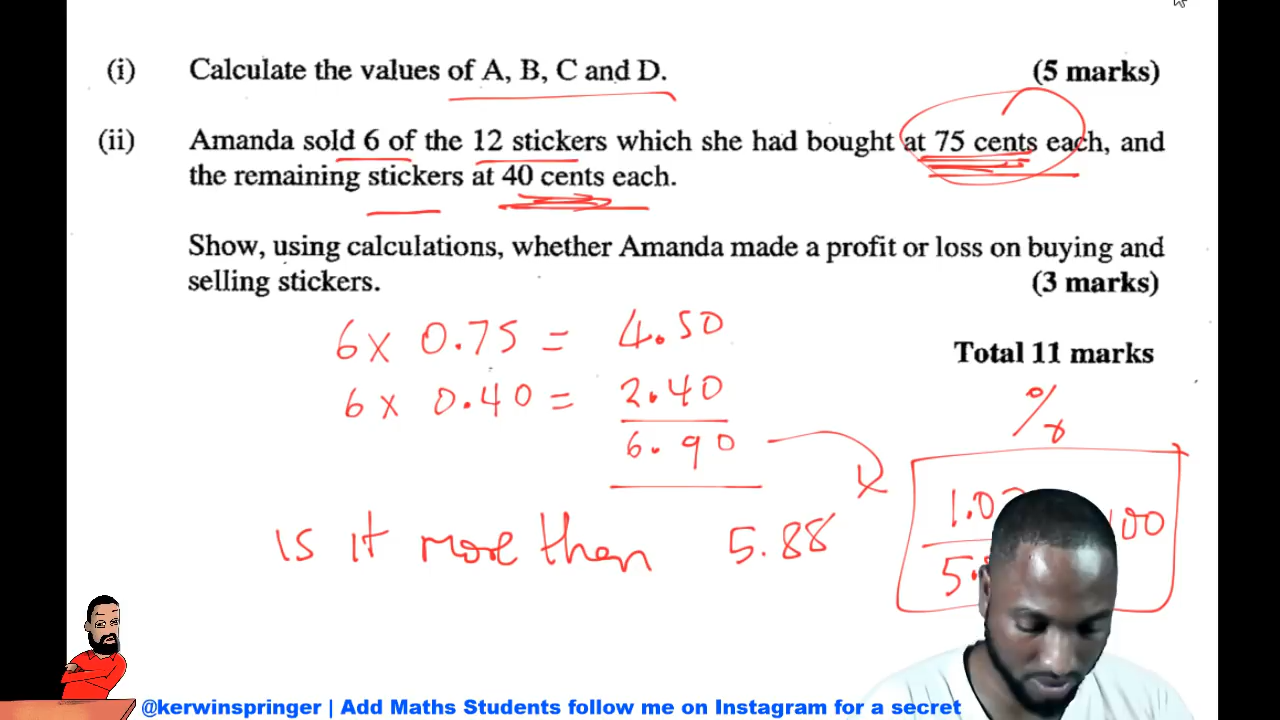 (i) Calculate the values of A, B, C and D. (5 marks)
(ii) Amanda sold 6 of the 12 stickers which she had bought at 75 cents each, and
the remaining stickers at 40 cents each.
Show, using calculations, whether Amanda made a profit or loss on buying and
selling stickers. (3 marks)
6 x 0.75 = 4.50
Total 11 marks
6 x 0.40 = 2.40
%
6.90
1.0
100
is it more than 5.88
5.
@kerwinspringer | Add Maths Students follow me on Instagram for a secret